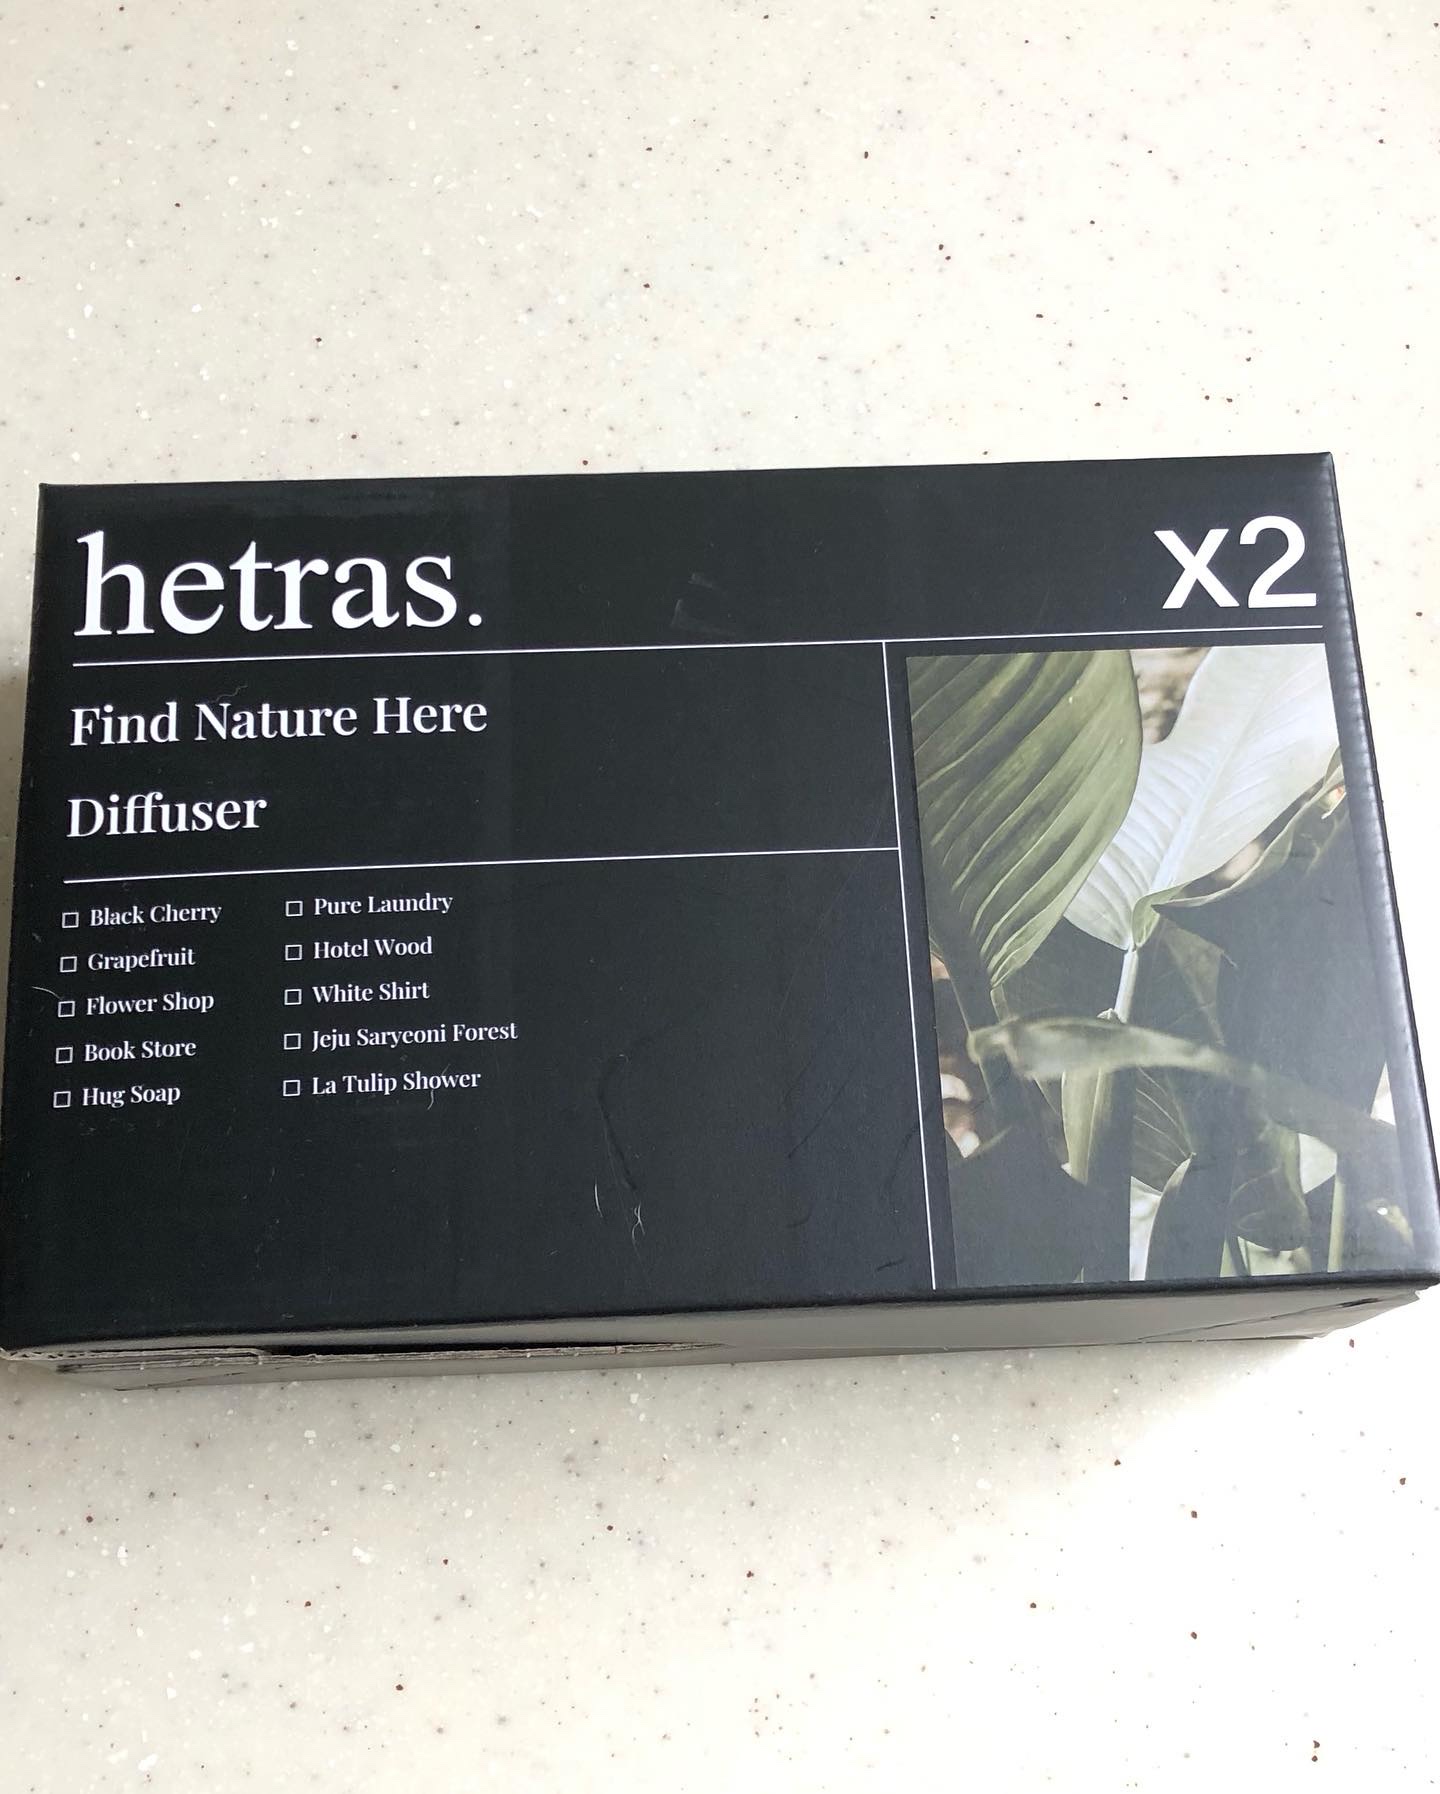 hetras.
x2
Find Nature Here
Diffuser
☐ Black Cherry
☐ Grapefruit
☐ Flower Shop
☐ Book Store
☐ Hug Soap
☐ Pure Laundry
☐ Hotel Wood
☐ White Shirt
☐ Jeju Saryeoni Forest
☐ La Tulip Shower